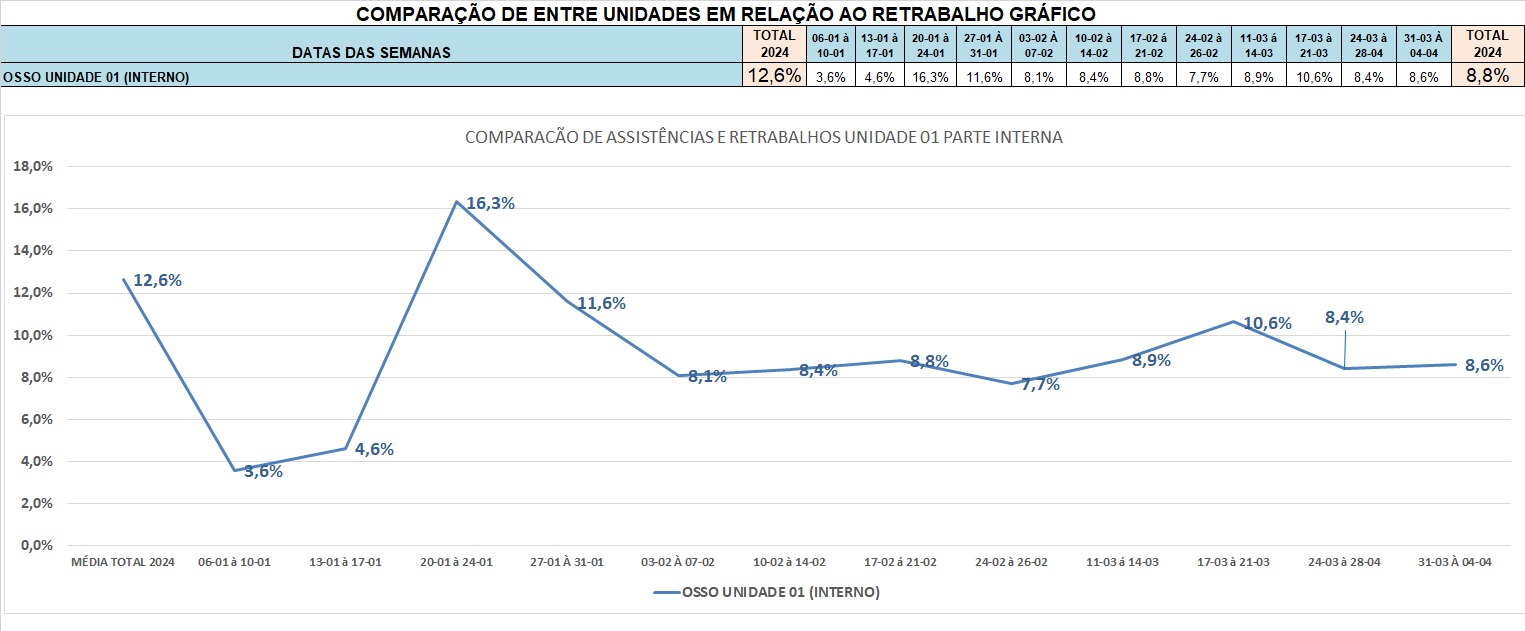 COMPARAÇÃO DE ENTRE UNIDADES EM RELAÇÃO AO RETRABALHO GRÁFICO
DATAS DAS SEMANAS
TOTAL 2024
06-01 à 10-01
13-01 à 17-01
20-01 à 24-01
27-01 À 31-01
03-02 À 07-02
10-02 à 14-02
17-02 á 21-02
24-02 à 26-02
11-03 á 14-03
17-03 à 21-03
24-03 à 28-04
31-03 À 04-04
TOTAL 2024
OSSO UNIDADE 01 (INTERNO) 12,6% 3,6% 4,6% 16,3% 11,6% 8,1% 8,4% 8,8% 7,7% 8,9% 10,6% 8,4% 8,6% 8,8%
COMPARACÃO DE ASSISTÊNCIAS E RETRABALHOS UNIDADE 01 PARTE INTERNA
18,0%
16,0%
14,0%
12,0%
10,0%
8,0%
6,0%
4,0%
2,0%
0,0%
12,6%
3,6%
4,6%
16,3%
11,6%
8,1%
8,4%
8,8%
7,7%
8,9%
10,6%
8,4%
8,6%
MÉDIA TOTAL 2024
06-01 à 10-01
13-01 à 17-01
20-01 à 24-01
27-01 À 31-01
03-02 À 07-02
10-02 à 14-02
17-02 á 21-02
24-02 à 26-02
11-03 á 14-03
17-03 à 21-03
24-03 à 28-04
31-03 À 04-04
OSSO UNIDADE 01 (INTERNO)